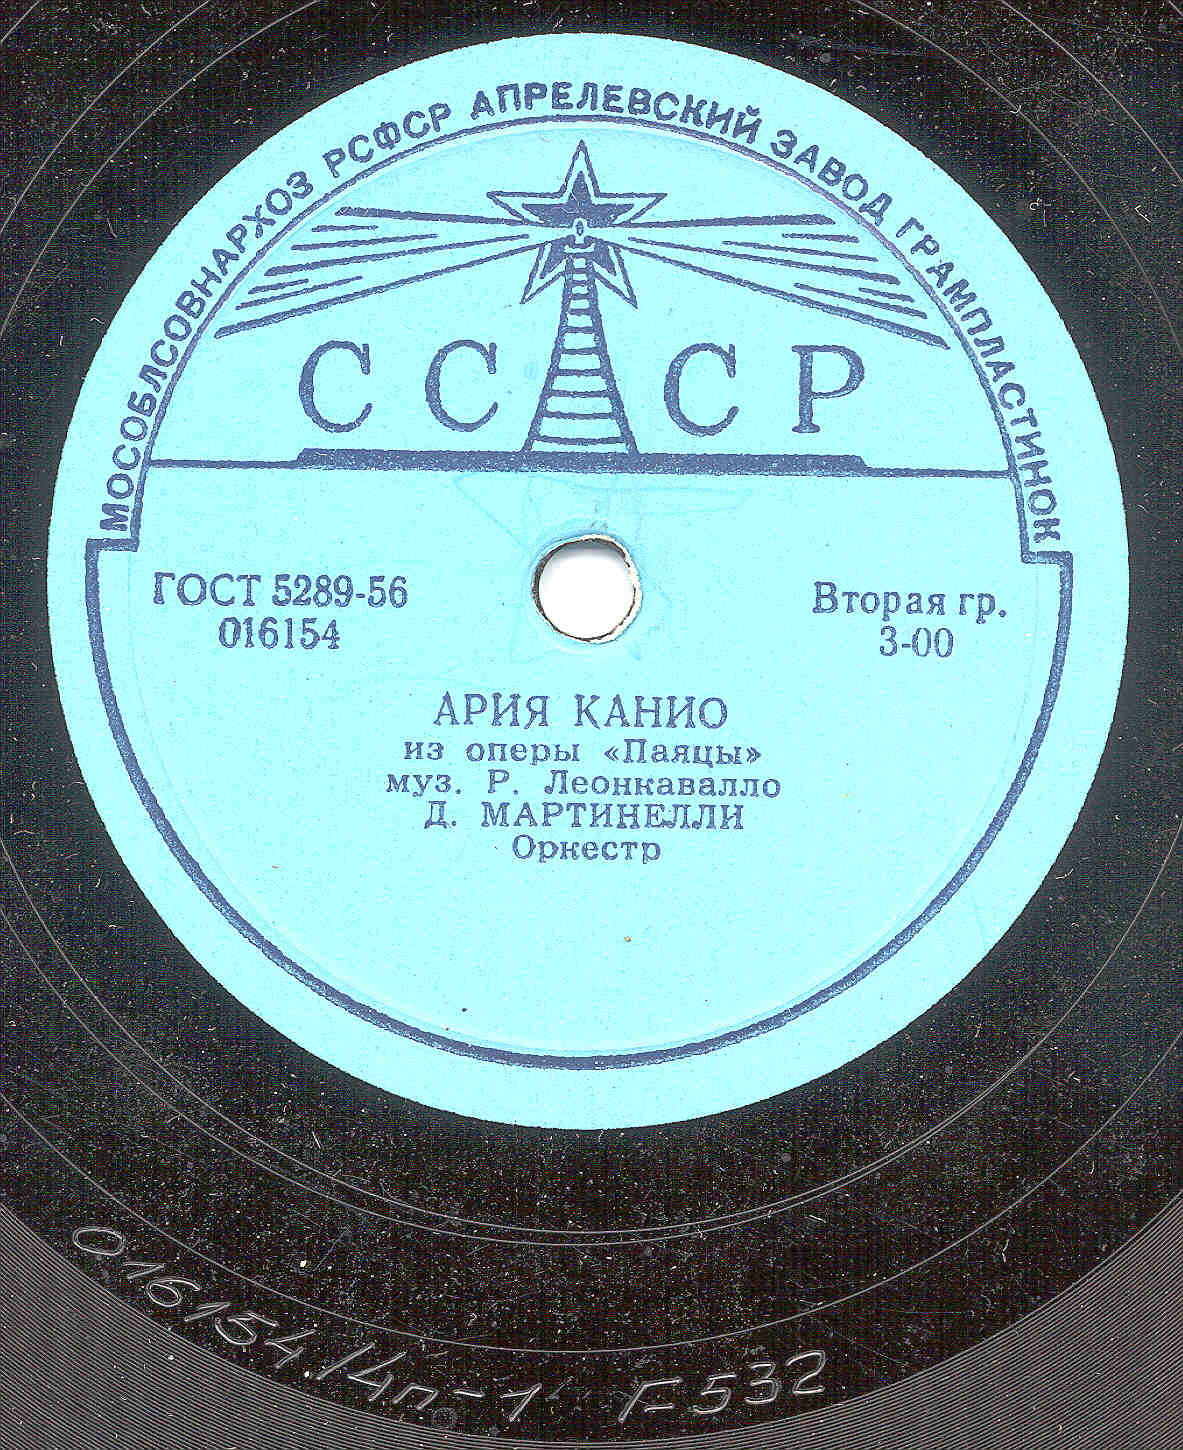 МОСОБЛСОВНАРХОЗ РСФСР АПРЕЛЕВСКИЙ ЗАВОД ГРАМПЛАСТИНОК
СССР
ГОСТ 5289-56
016154
Вторая гр.
3-00
АРИЯ КАНИО
из оперы «Паяцы»
муз. Р. Леонкавалло
Д. МАРТИНЕЛЛИ
Оркестр
016154/4п-1 Г-532